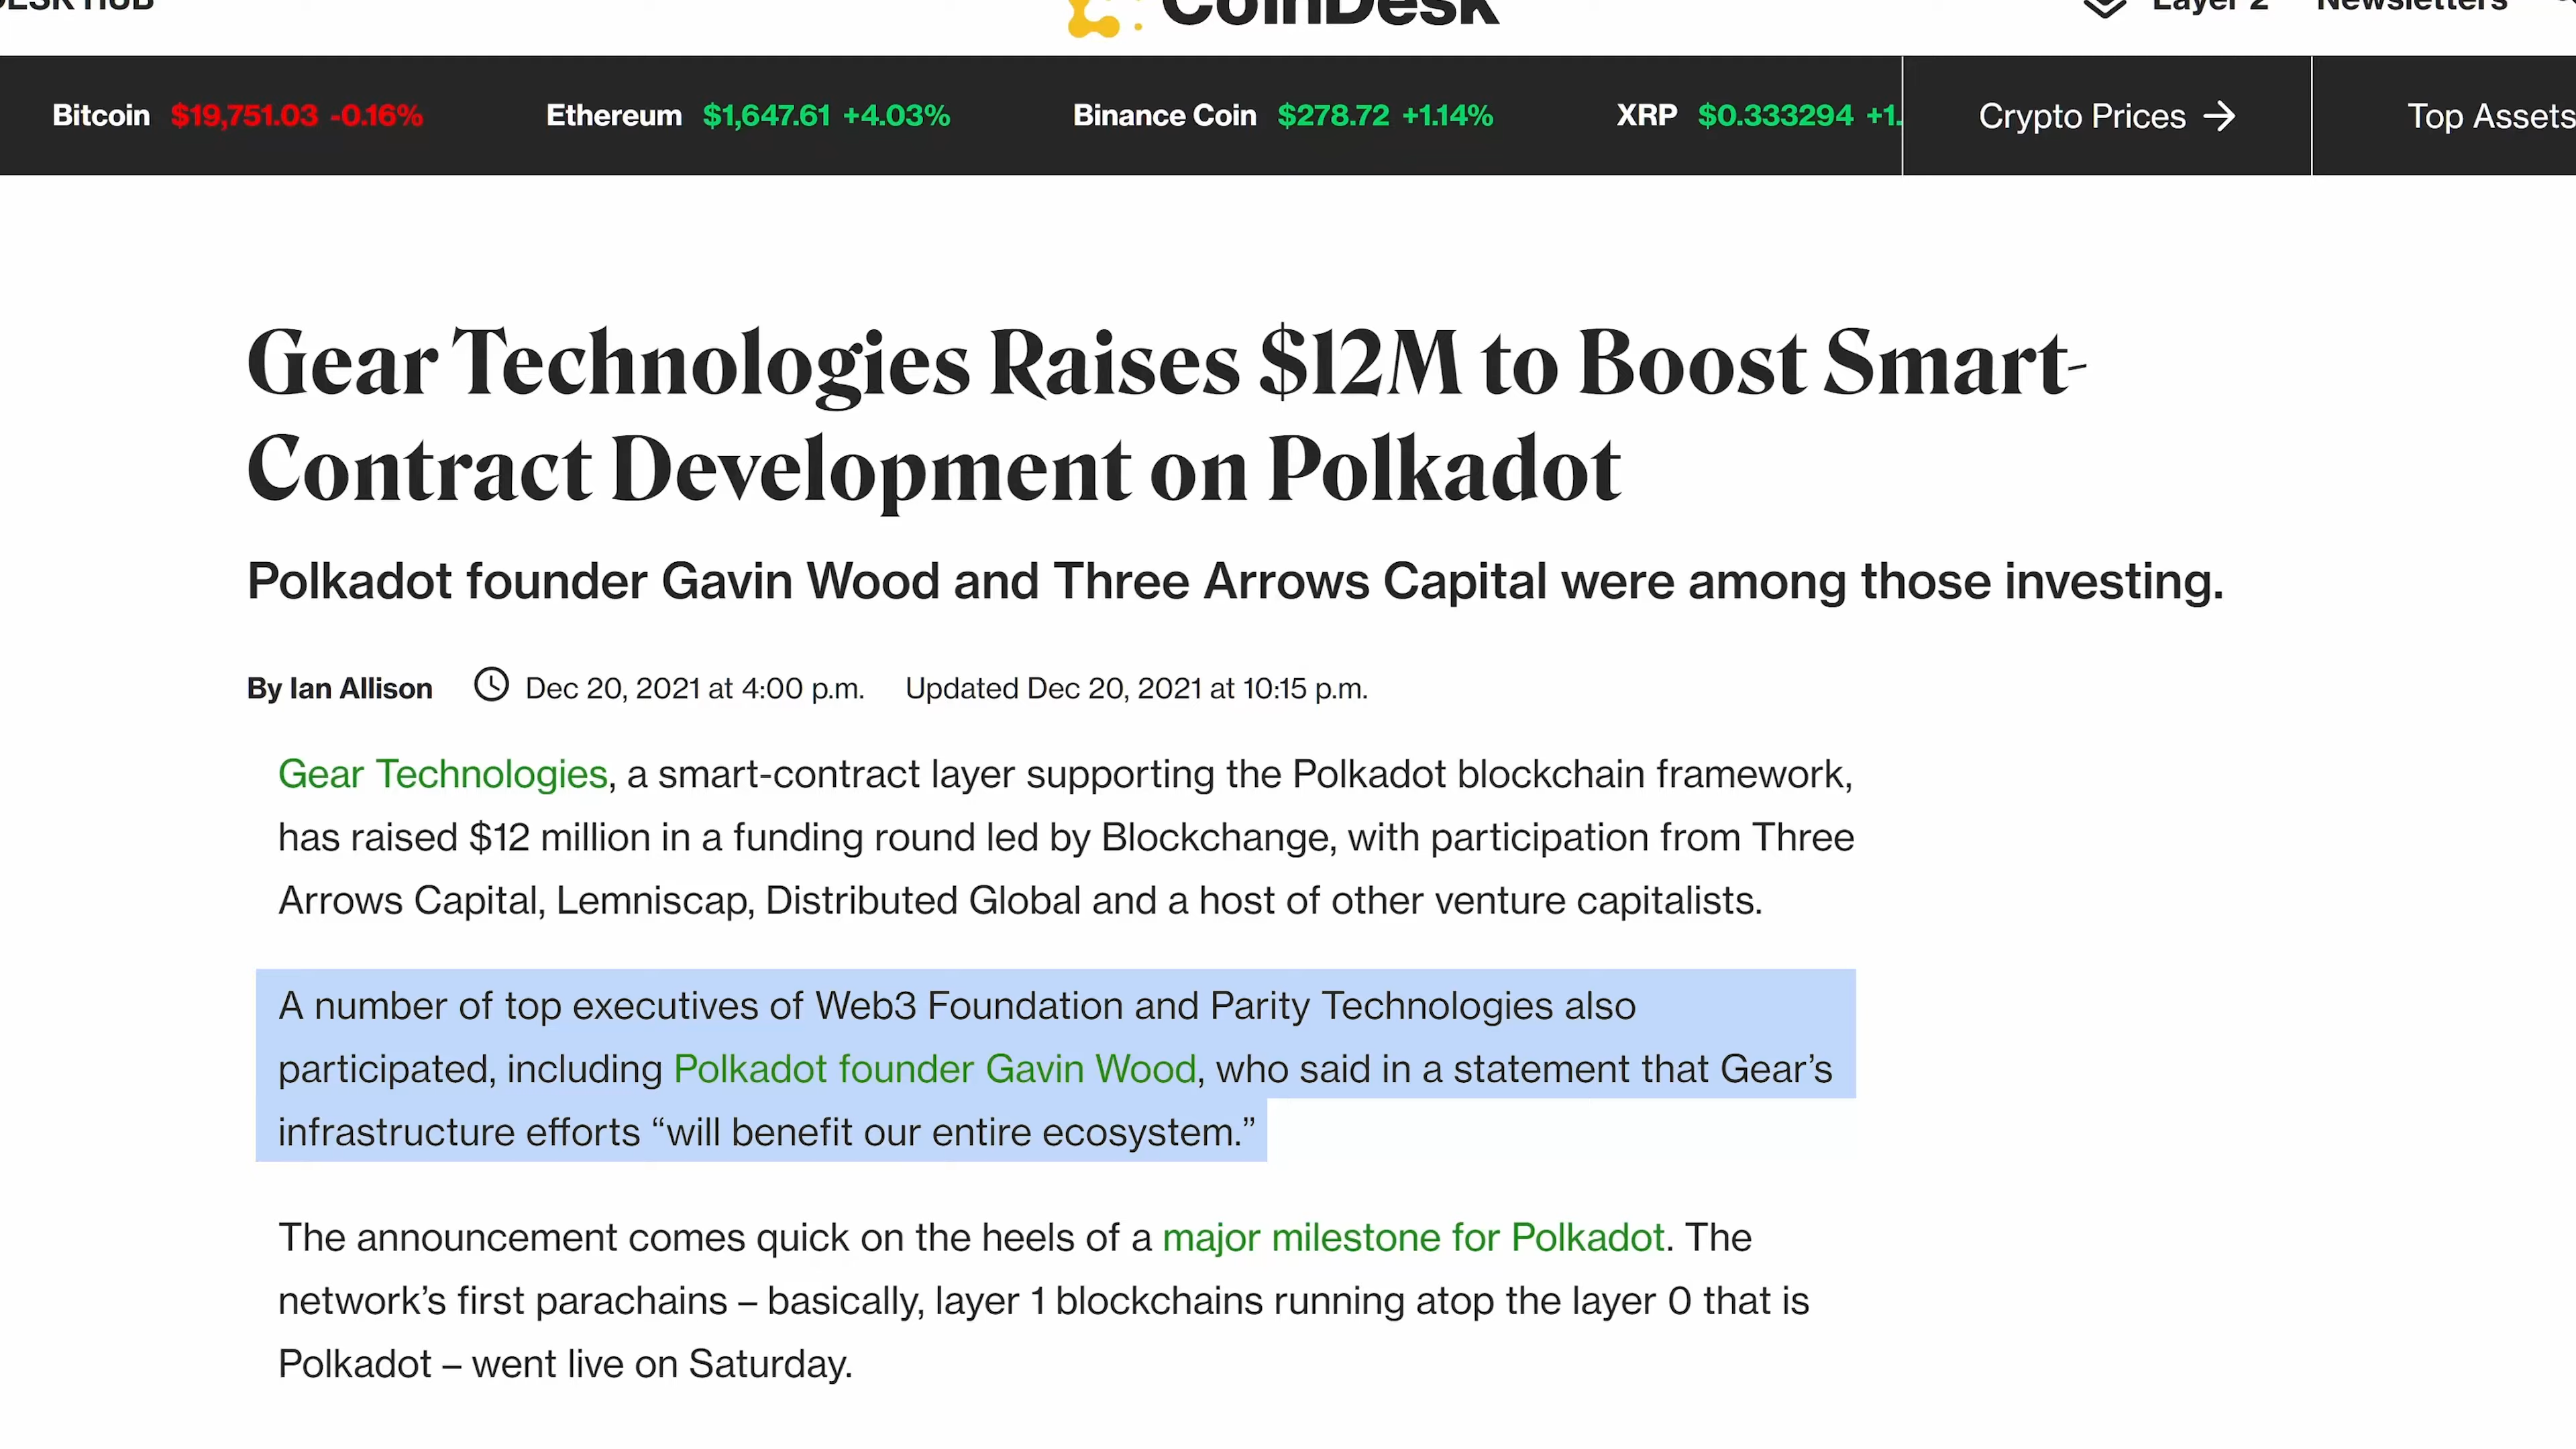 DESK HUB
CoinDesk
Layer 2 Newsletters
Bitcoin $19,751.03 -0.16% Ethereum $1,647.61 +4.03% Binance Coin $278.72 +1.14% XRP $0.333294 +1. Crypto Prices → Top Assets
Gear Technologies Raises $12M to Boost Smart-
Contract Development on Polkadot
Polkadot founder Gavin Wood and Three Arrows Capital were among those investing.
By Ian Allison Dec 20, 2021 at 4:00 p.m. Updated Dec 20, 2021 at 10:15 p.m.
Gear Technologies, a smart-contract layer supporting the Polkadot blockchain framework,
has raised $12 million in a funding round led by Blockchange, with participation from Three
Arrows Capital, Lemniscap, Distributed Global and a host of other venture capitalists.
A number of top executives of Web3 Foundation and Parity Technologies also
participated, including Polkadot founder Gavin Wood, who said in a statement that Gear’s
infrastructure efforts “will benefit our entire ecosystem.”
The announcement comes quick on the heels of a major milestone for Polkadot. The
network’s first parachains – basically, layer 1 blockchains running atop the layer 0 that is
Polkadot – went live on Saturday.